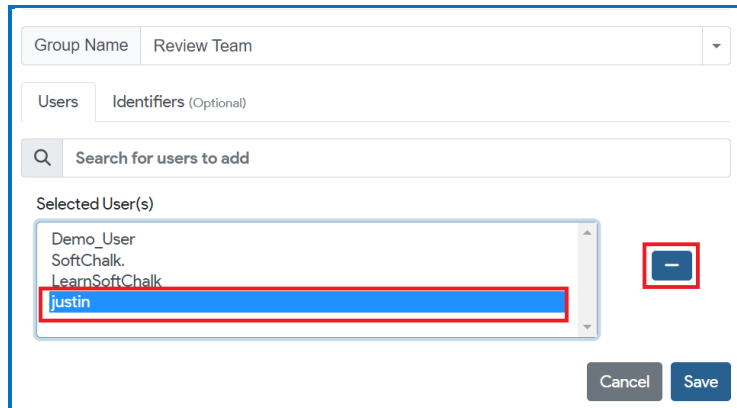 Group Name Review Team
Users Identifiers (Optional)
Search for users to add
Selected User(s)
Demo_User
SoftChalk.
LearnSoftChalk
justin
Cancel Save